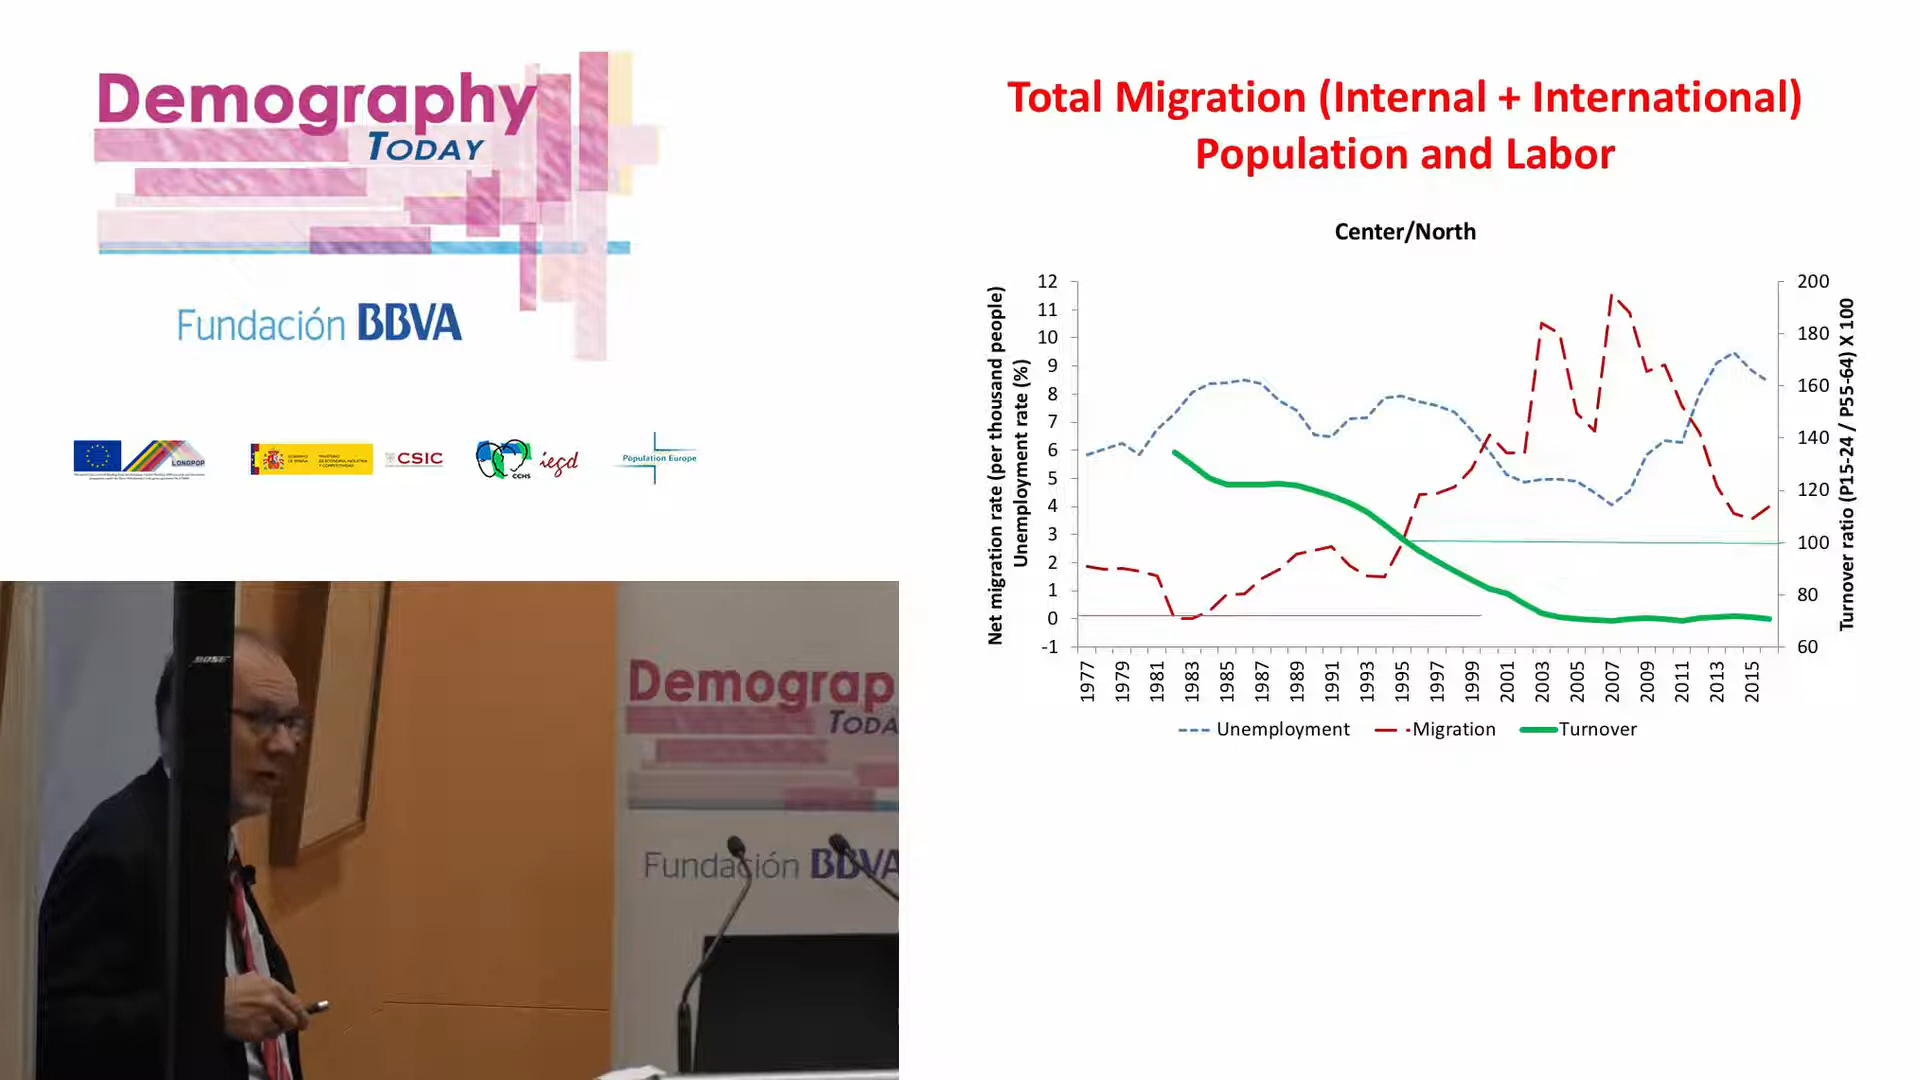 Demography
TODAY
Fundación BBVA
LONGPOP
CSIC
CCHS
iegd
Population Europe
Total Migration (Internal + International)
Population and Labor
Center/North
Net migration rate (per thousand people)
Unemployment rate (%)
12
11
10
9
8
7
6
5
4
3
2
1
0
-1
200
180
160
140
120
100
80
60
Turnover ratio (P15-24 / P55-64) X 100
1977
1979
1981
1983
1985
1987
1989
1991
1993
1995
1997
1999
2001
2003
2005
2007
2009
2011
2013
2015
Unemployment
Migration
Turnover
BOSE
Demograp
TODA
Fundación BBVA